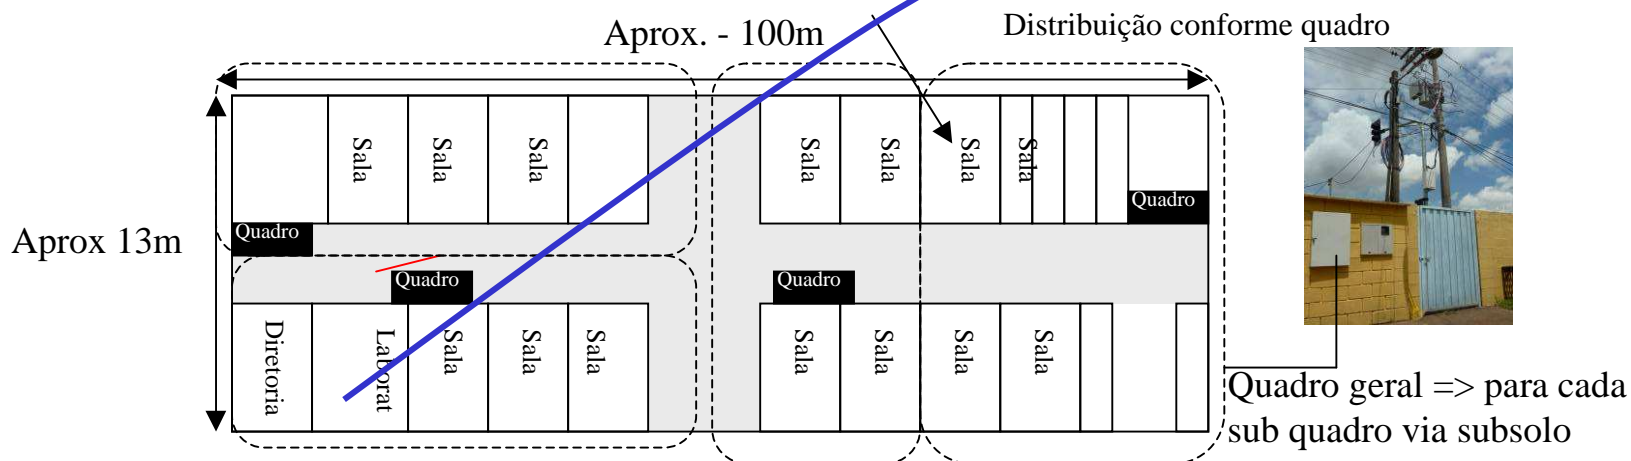 Distribuição conforme quadro
Aprox. - 100m
Sala
Sala
Sala
Sala
Sala
Sala
Sala
Quadro
Quadro
Aprox 13m
Quadro
Quadro
Diretoria
Laborat
Sala
Sala
Sala
Sala
Sala
Sala
Sala
Quadro geral => para cada
sub quadro via subsolo